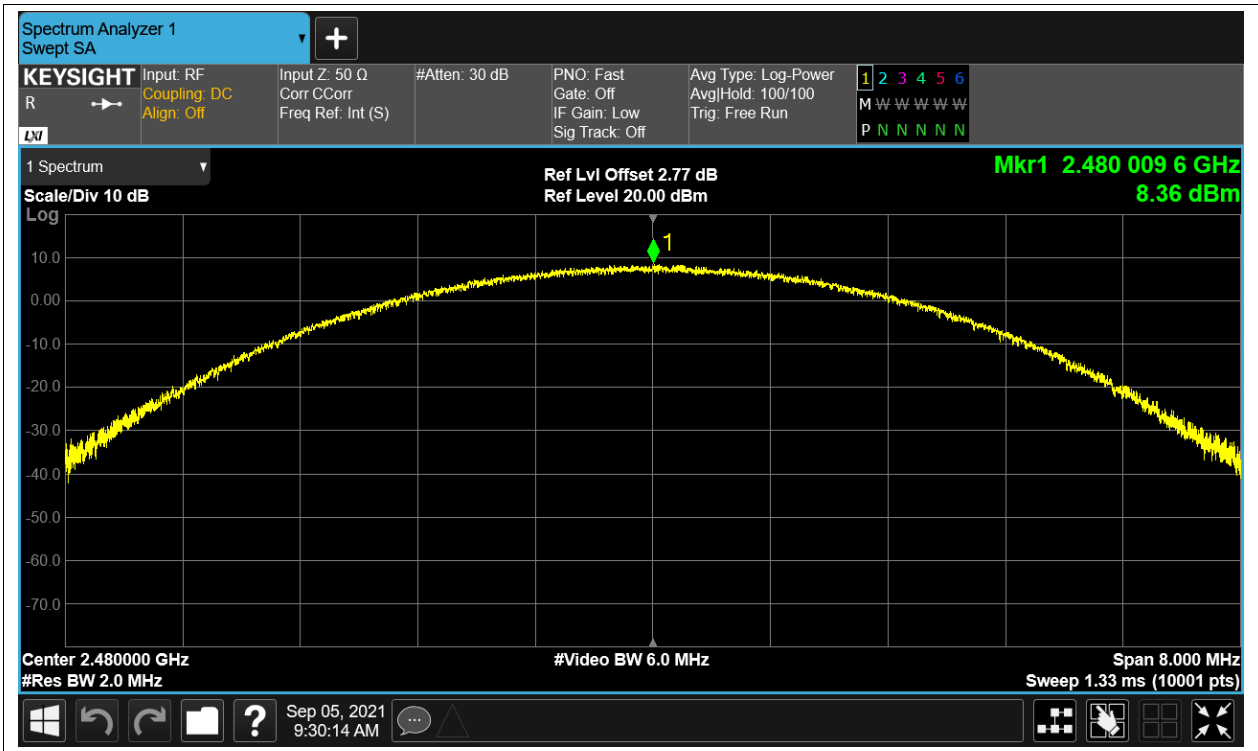 Spectrum Analyzer 1
Swept SA
+
KEYSIGHT Input: RF Input Z: 50 Ω #Atten: 30 dB PNO: Fast Avg Type: Log-Power 1 2 3 4 5 6
R Coupling: DC Corr CCorr Gate: Off Avg|Hold: 100/100 M W W W W W
Align: Off Freq Ref: Int (S) IF Gain: Low Trig: Free Run
LXI Sig Track: Off P N N N N N
1 Spectrum Ref Lvl Offset 2.77 dB Mkr1 2.480 009 6 GHz
Scale/Div 10 dB Ref Level 20.00 dBm 8.36 dBm
Log
1
10.0
0.00
-10.0
-20.0
-30.0
-40.0
-50.0
-60.0
-70.0
Center 2.480000 GHz #Video BW 6.0 MHz Span 8.000 MHz
#Res BW 2.0 MHz Sweep 1.33 ms (10001 pts)
? Sep 05, 2021
9:30:14 AM